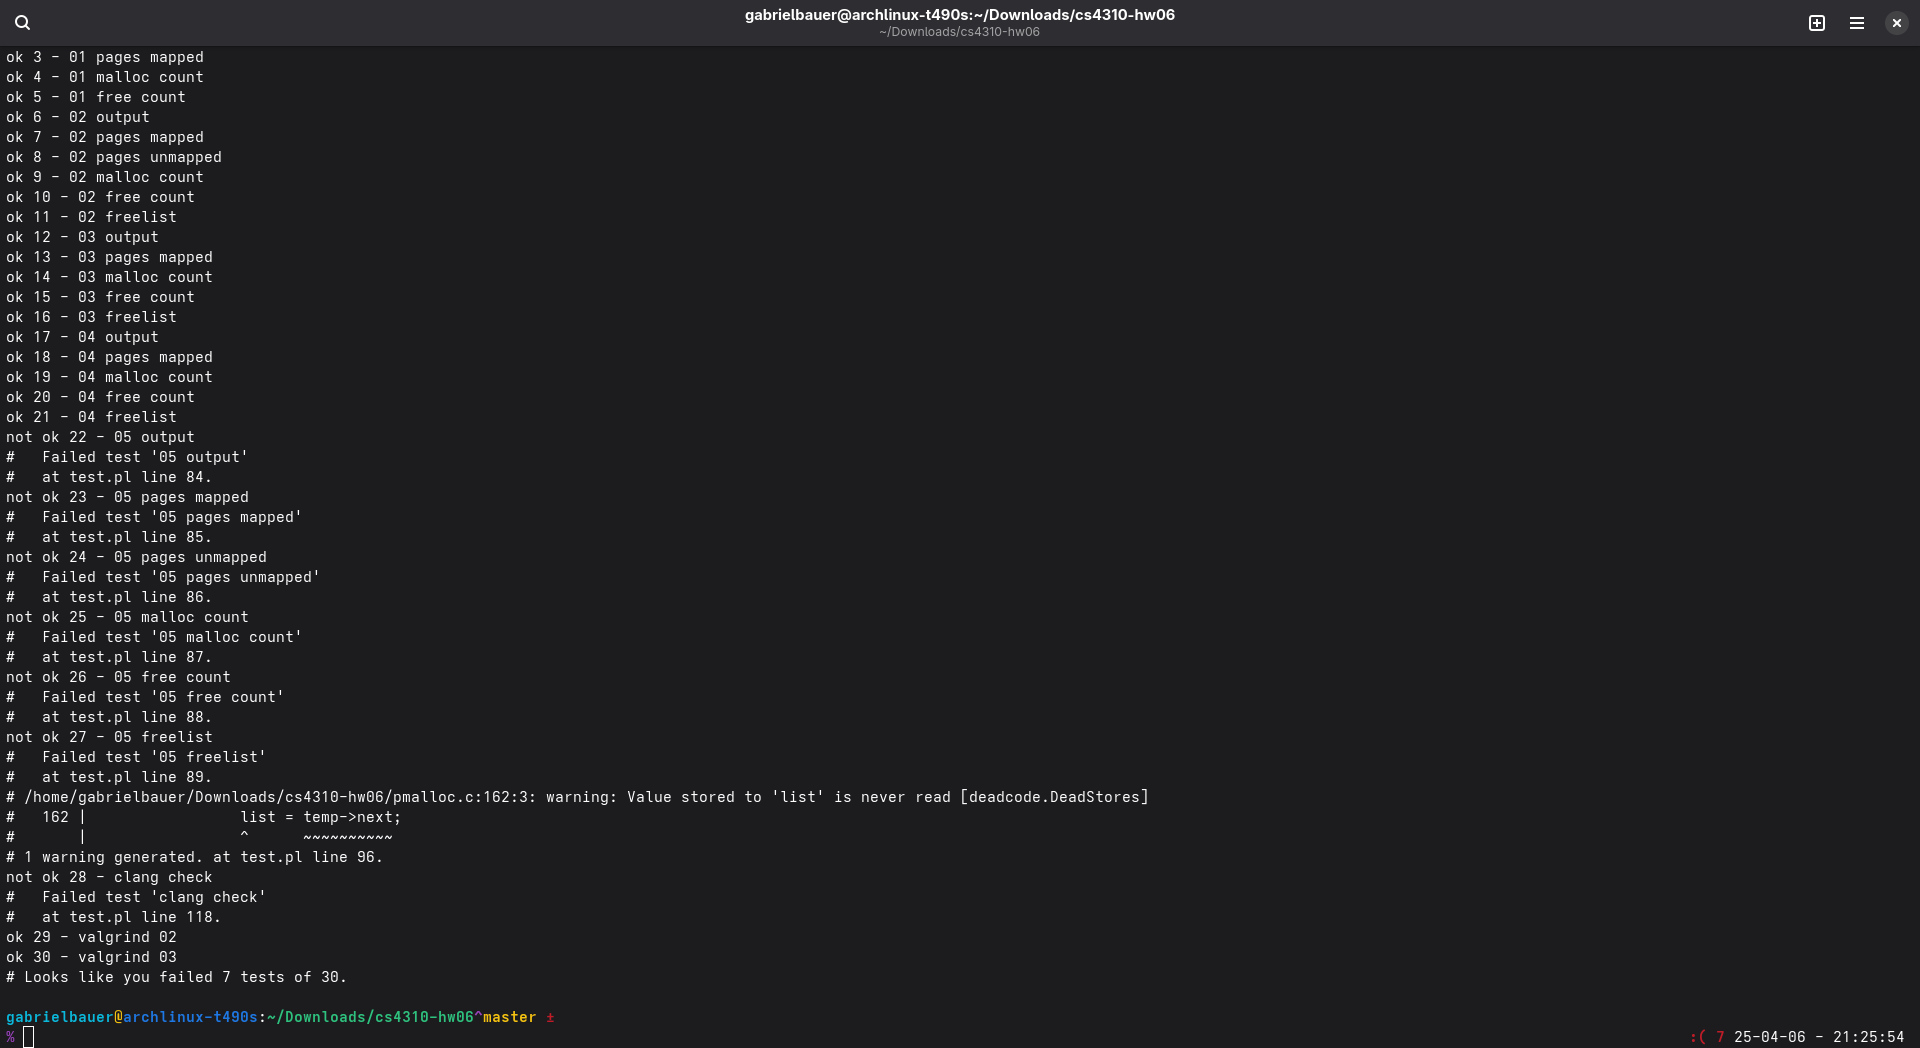 gabrielbauer@archlinux-t490s:~/Downloads/cs4310-hw06
~/Downloads/cs4310-hw06
ok 3 - 01 pages mapped
ok 4 - 01 malloc count
ok 5 - 01 free count
ok 6 - 02 output
ok 7 - 02 pages mapped
ok 8 - 02 pages unmapped
ok 9 - 02 malloc count
ok 10 - 02 free count
ok 11 - 02 freelist
ok 12 - 03 output
ok 13 - 03 pages mapped
ok 14 - 03 malloc count
ok 15 - 03 free count
ok 16 - 03 freelist
ok 17 - 04 output
ok 18 - 04 pages mapped
ok 19 - 04 malloc count
ok 20 - 04 free count
ok 21 - 04 freelist
not ok 22 - 05 output
#   Failed test '05 output'
#   at test.pl line 84.
not ok 23 - 05 pages mapped
#   Failed test '05 pages mapped'
#   at test.pl line 85.
not ok 24 - 05 pages unmapped
#   Failed test '05 pages unmapped'
#   at test.pl line 86.
not ok 25 - 05 malloc count
#   Failed test '05 malloc count'
#   at test.pl line 87.
not ok 26 - 05 free count
#   Failed test '05 free count'
#   at test.pl line 88.
not ok 27 - 05 freelist
#   Failed test '05 freelist'
#   at test.pl line 89.
# /home/gabrielbauer/Downloads/cs4310-hw06/pmalloc.c:162:3: warning: Value stored to 'list' is never read [deadcode.DeadStores]
#   162 |                 list = temp->next;
#       |                 ^      ~~~~~~~~~~
# 1 warning generated. at test.pl line 96.
not ok 28 - clang check
#   Failed test 'clang check'
#   at test.pl line 118.
ok 29 - valgrind 02
ok 30 - valgrind 03
# Looks like you failed 7 tests of 30.
gabrielbauer@archlinux-t490s:~/Downloads/cs4310-hw06^master ±
% :( 7 25-04-06 - 21:25:54